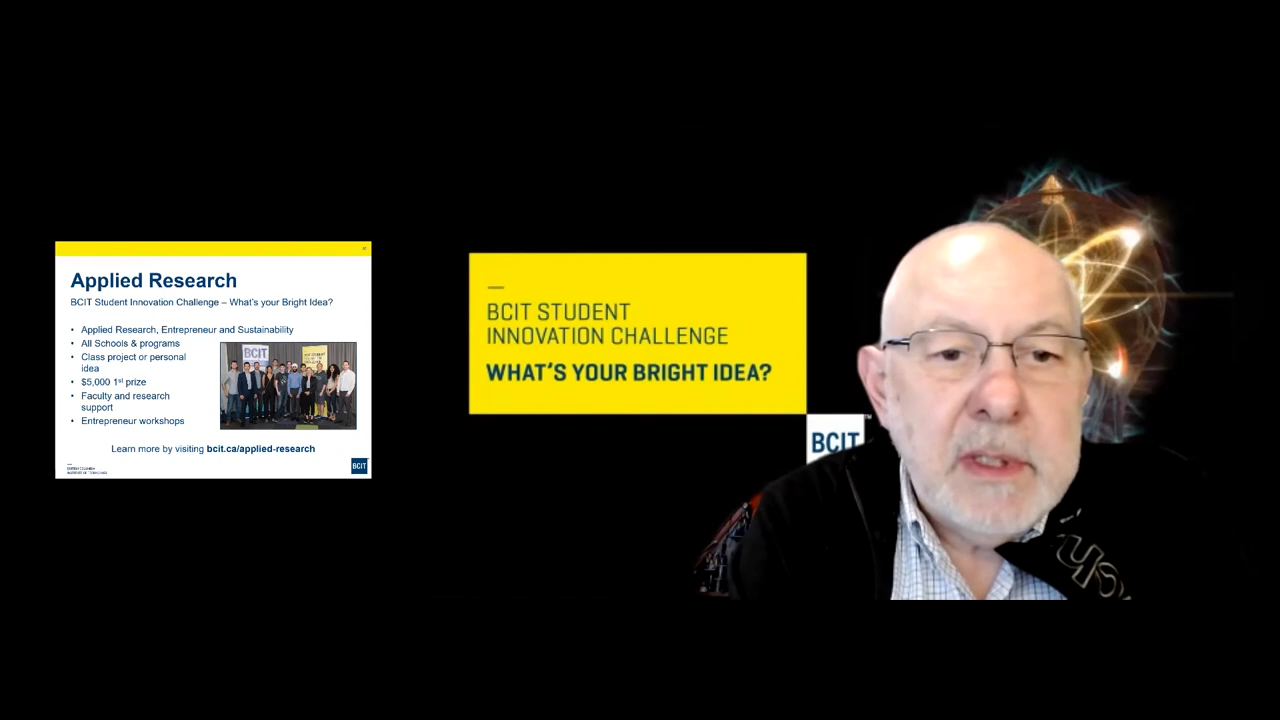 Applied Research
BCIT Student Innovation Challenge – What's your Bright Idea?
• Applied Research, Entrepreneur and Sustainability
• All Schools & programs
• Class project or personal
idea
• $5,000 1st prize
• Faculty and research
support
• Entrepreneur workshops
BCIT
Learn more by visiting bcit.ca/applied-research
BCIT
BCIT STUDENT
INNOVATION CHALLENGE
WHAT'S YOUR BRIGHT IDEA?
BCIT